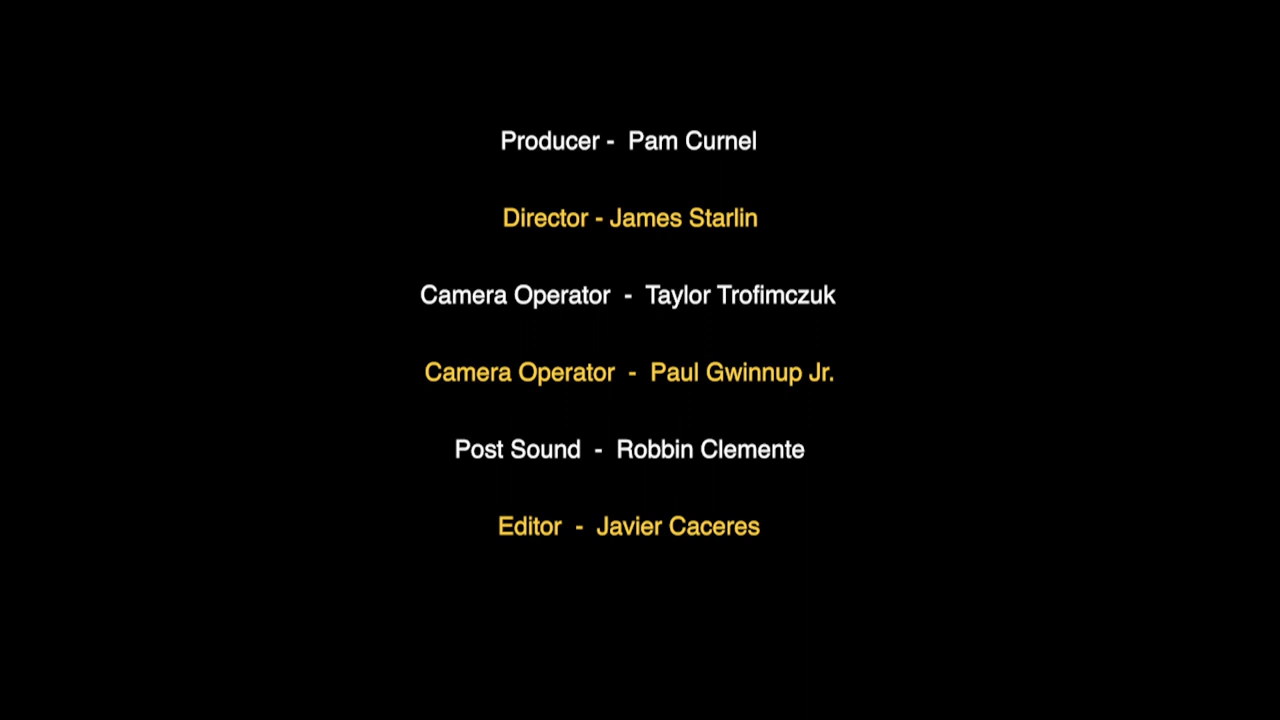 Producer -  Pam Curnel
Director - James Starlin
Camera Operator  -  Taylor Trofimczuk
Camera Operator  -  Paul Gwinnup Jr.
Post Sound  -  Robbin Clemente
Editor  -  Javier Caceres